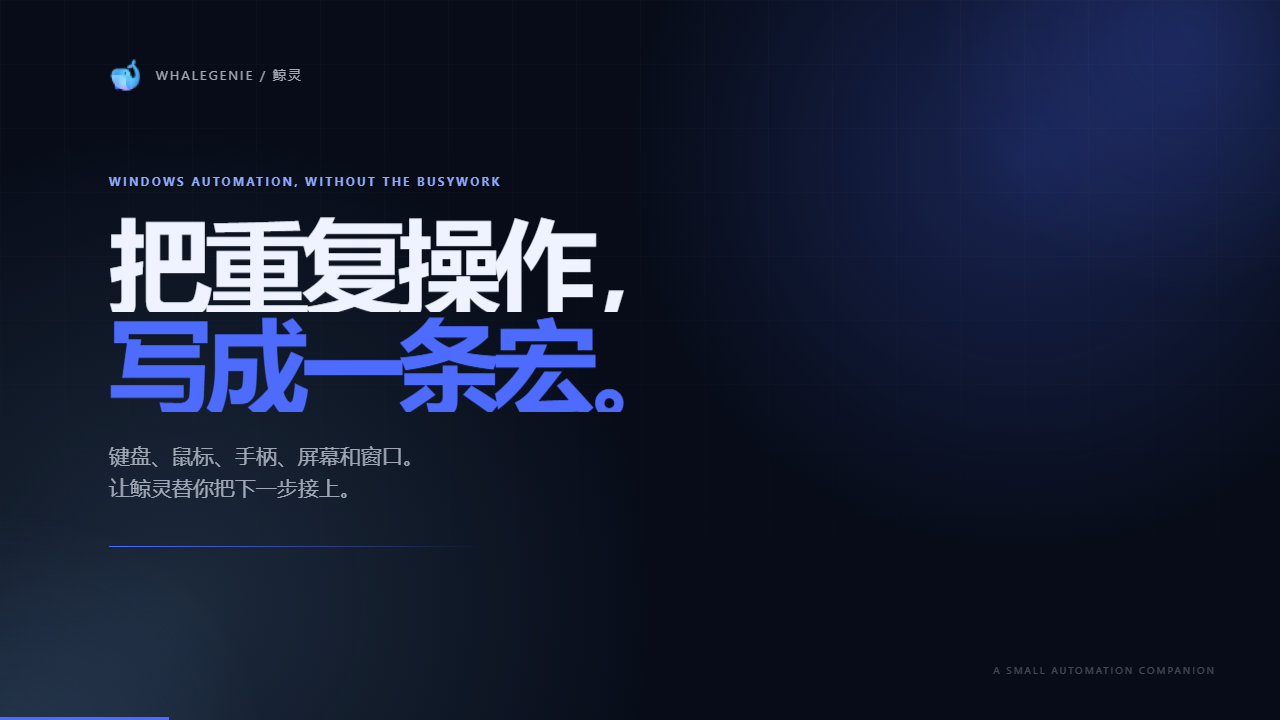 WHALEGENIE / 鲸灵
WINDOWS AUTOMATION, WITHOUT THE BUSYWORK
把重复操作，
写成一条宏。
键盘、鼠标、手柄、屏幕和窗口。
让鲸灵替你把下一步接上。
A SMALL AUTOMATION COMPANION